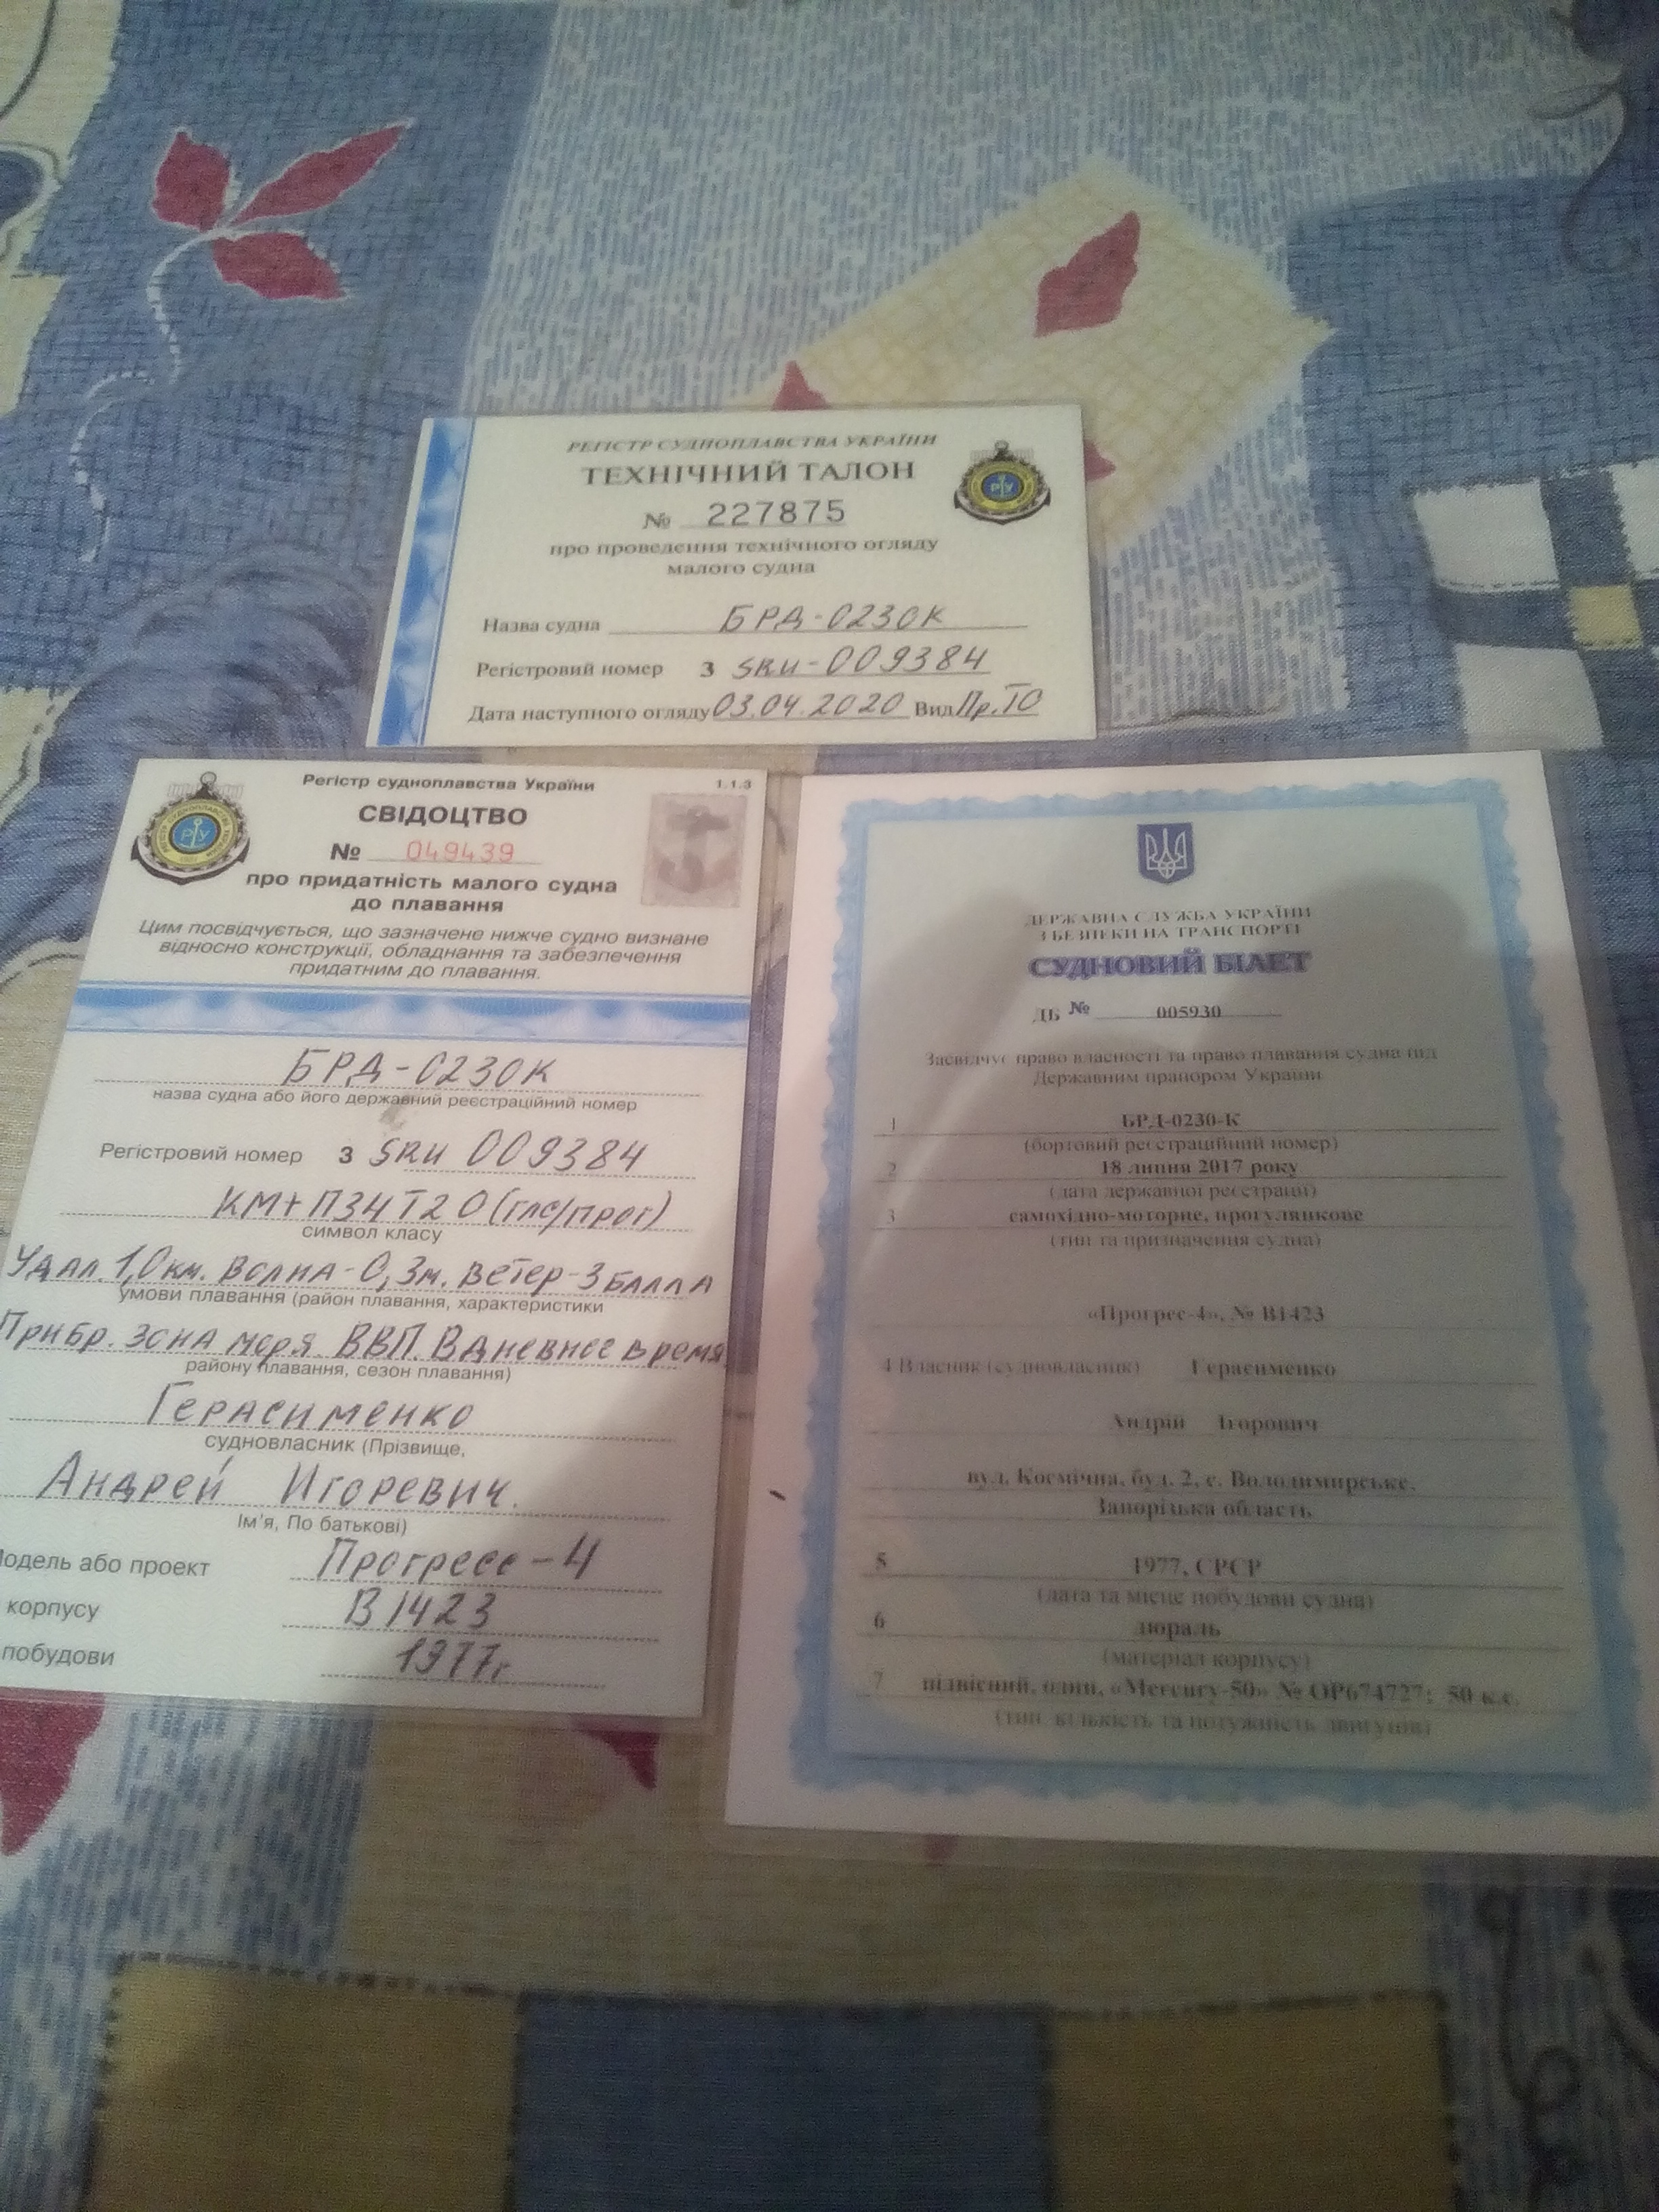 РЕГІСТР СУДНОПЛАВСТВА УКРАЇНИ
ТЕХНІЧНИЙ ТАЛОН
№ 227875
про проведення технічного огляду
малого судна
Назва судна БРД-0230К
Регістровий номер З SRU-009384
Дата наступного огляду 03.04.2020 Вид Пр.ТО
Регістр судноплавства України
1.1.3
СВІДОЦТВО
№ 049439
про придатність малого судна
до плавання
Цим посвідчується, що зазначене нижче судно визнане
відносно конструкції, обладнання та забезпечення
придатним до плавання.
БРД-0230К
назва судна або його державний реєстраційний номер
Регістровий номер З SRU 009384
КМ+П34Т20(глс/прог)
символ класу
Удал. 1,0км. Волна-0,3м. Ветер-3 балла
умови плавання (район плавання, характеристики
Прибр. зона моря. ВВП. В дневнее время
району плавання, сезон плавання)
Герасименко
судновласник (Прізвище,
Андрей Игоревич.
Ім'я, По батькові)
Модель або проект Прогресс-4
корпусу В1423
побудови 1977г
ДЕРЖАВНА СЛУЖБА УКРАЇНИ
З БЕЗПЕКИ НА ТРАНСПОРТІ
СУДНОВИЙ БІЛЕТ
ДБ № 005930
Засвідчує право власності та право плавання судна під
Державним прапором України
1 БРД-0230-К
(бортовий реєстраційний номер)
2 18 липня 2017 року
(дата державної реєстрації)
3 самохідно-моторне, прогулянкове
(тип та призначення судна)
«Прогрес-4», № В1423
4 Власник (судновласник) Герасименко
Андрій Ігорович
вул. Космічна, буд. 2, с. Володимирське,
Запорізька область
5 1977, СРСР
(дата та місце побудови судна)
6 дюраль
(матеріал корпусу)
7 підвісний, один, «Mercury-50» № OP674727; 50 к.с.
(тип, кількість та потужність двигунів)